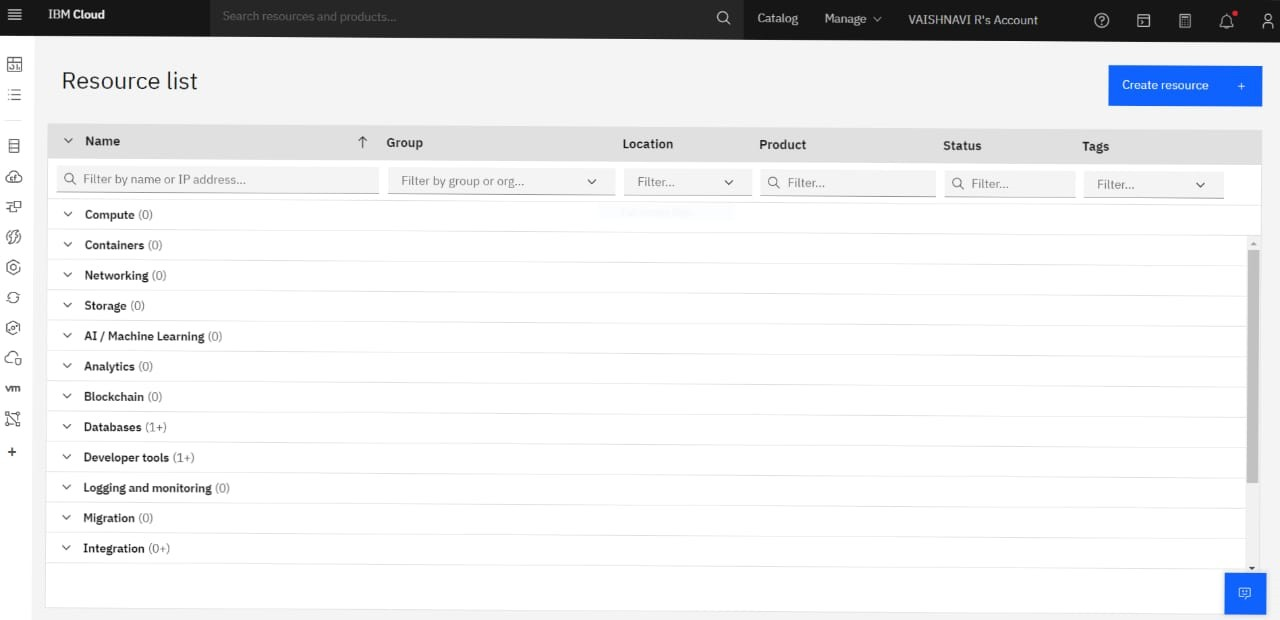 IBM Cloud
Search resources and products...
Catalog
Manage
VAISHNAVI R's Account
Resource list
Create resource +
Name
Group
Location
Product
Status
Tags
Filter by name or IP address...
Filter by group or org...
Filter...
Filter...
Filter...
Filter...
Compute (0)
Containers (0)
Networking (0)
Storage (0)
AI / Machine Learning (0)
Analytics (0)
Blockchain (0)
Databases (1+)
Developer tools (1+)
Logging and monitoring (0)
Migration (0)
Integration (0+)
vm